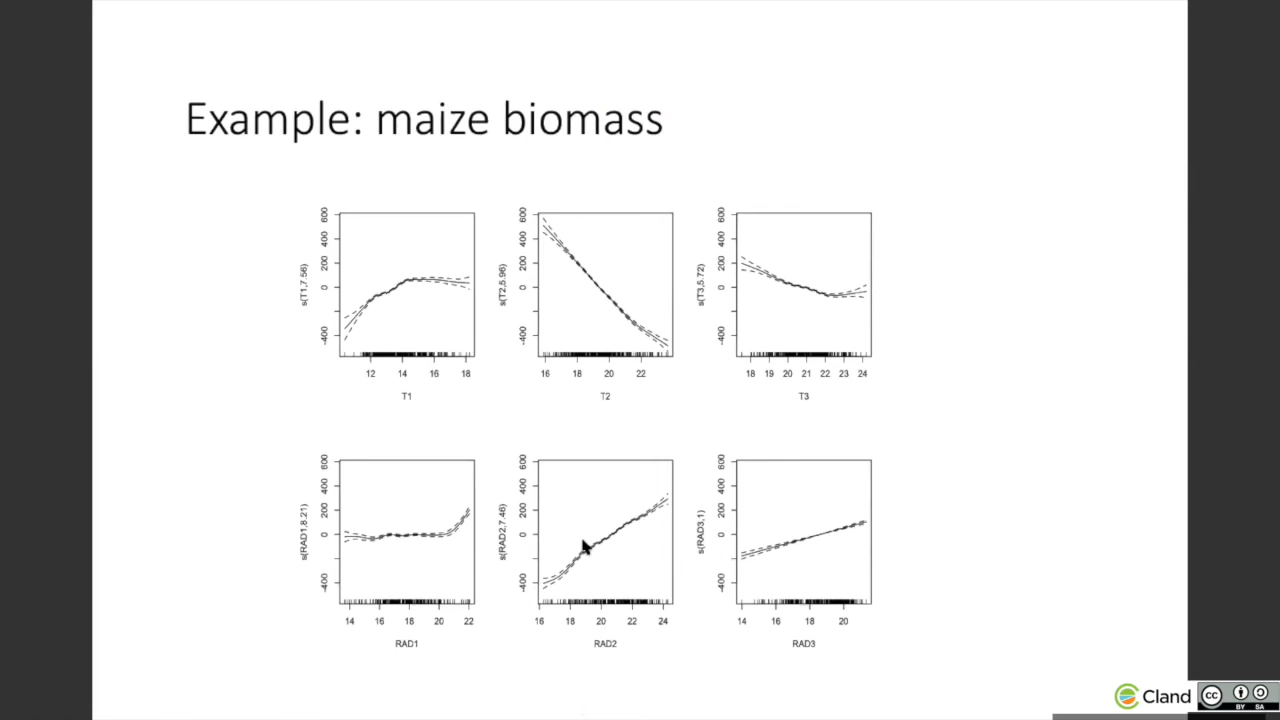 Example: maize biomass
s(T1,7.56)
600
400
200
0
-400
12 14 16 18
T1
s(T2,5.96)
600
400
200
0
-400
16 18 20 22
T2
s(T3,5.72)
600
400
200
0
-400
18 19 20 21 22 23 24
T3
s(RAD1,8.21)
600
400
200
0
-400
14 16 18 20 22
RAD1
s(RAD2,7.46)
600
400
200
0
-400
16 18 20 22 24
RAD2
s(RAD3,1)
600
400
200
0
-400
14 16 18 20
RAD3
Cland
cc
BY SA